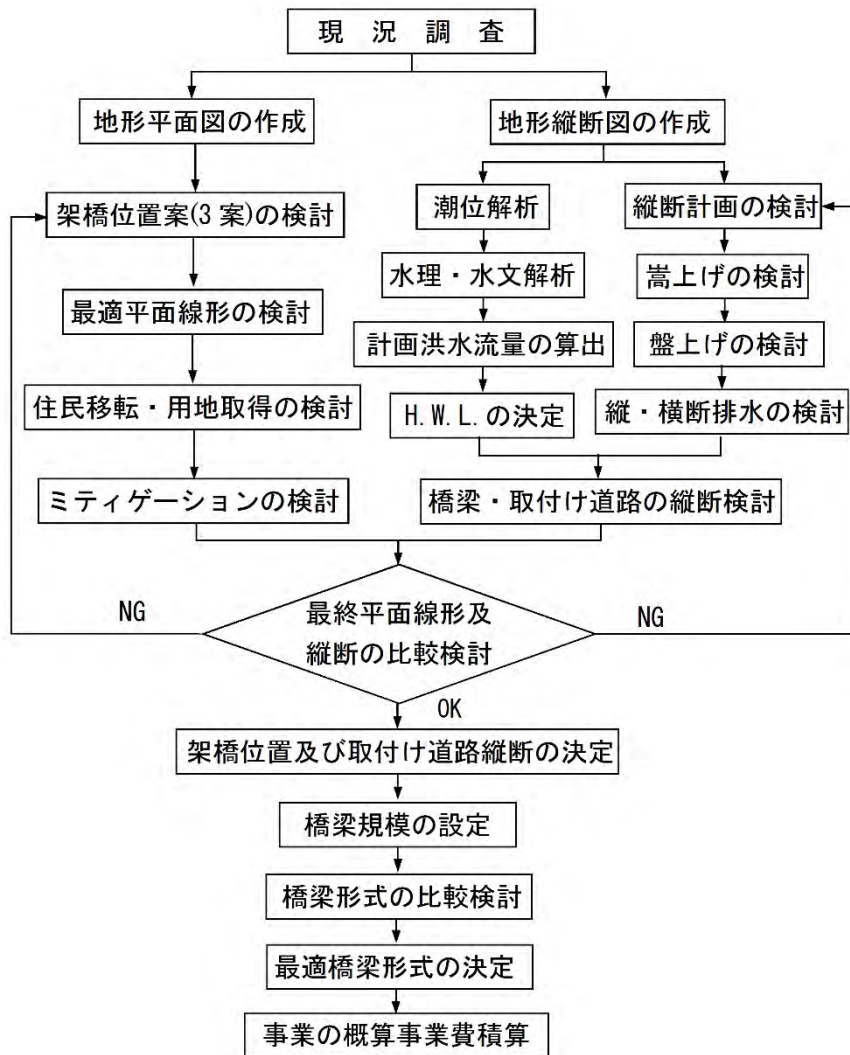 現況調査
地形平面図の作成
地形縦断図の作成
架橋位置案(3案)の検討
潮位解析
縦断計画の検討
最適平面線形の検討
水理・水文解析
嵩上げの検討
計画洪水流量の算出
盤上げの検討
住民移転・用地取得の検討
H.W.L.の決定
縦・横断排水の検討
ミティゲーションの検討
橋梁・取付け道路の縦断検討
NG
最終平面線形及
縦断の比較検討
NG
OK
架橋位置及び取付け道路縦断の決定
橋梁規模の設定
橋梁形式の比較検討
最適橋梁形式の決定
事業の概算事業費積算